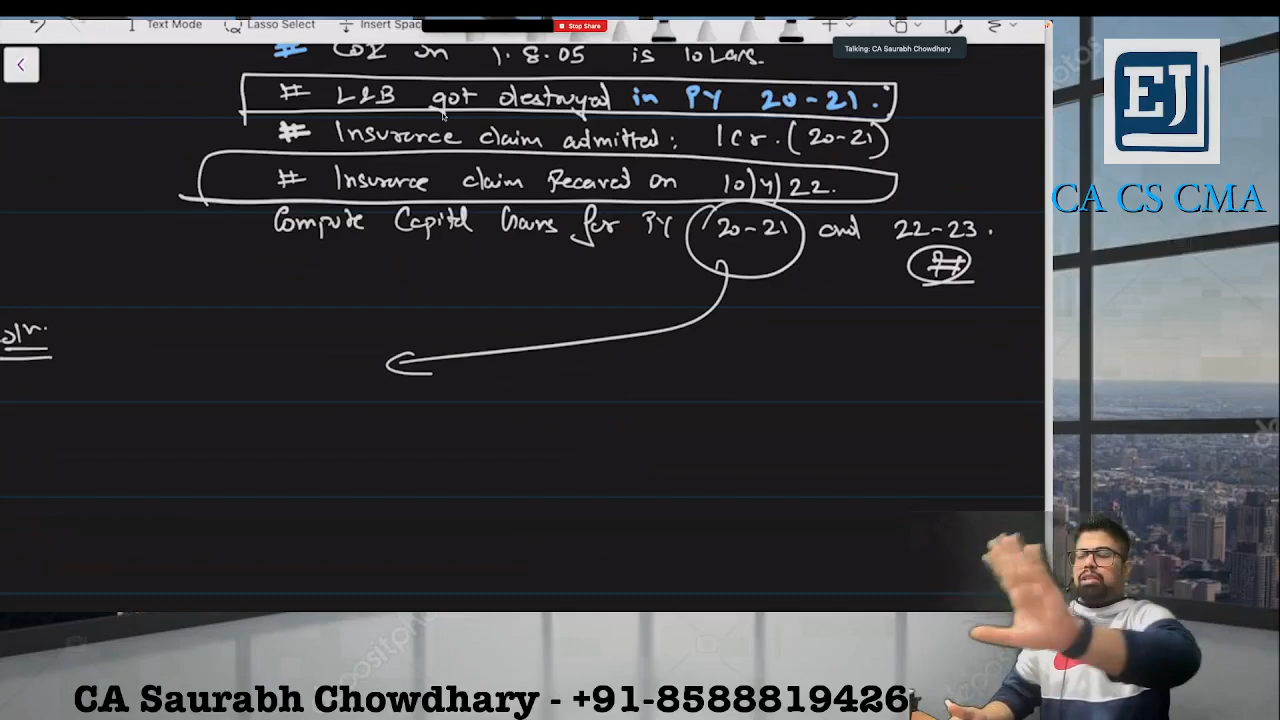 Text Mode Lasso Select Insert Spac Stop Share
Talking: CA Saurabh Chowdhary
# on 1.8.05 is 10 Lacs.
# L&B got destroyed in PY 20-21.
# Insurance claim admitted: 1 Cr. (20-21)
# Insurance claim Received on 10/4/22.
Compute Capital Gains for PY 20-21 and 22-23.
#
EJ
CA CS CMA
CA Saurabh Chowdhary - +91-8588819426